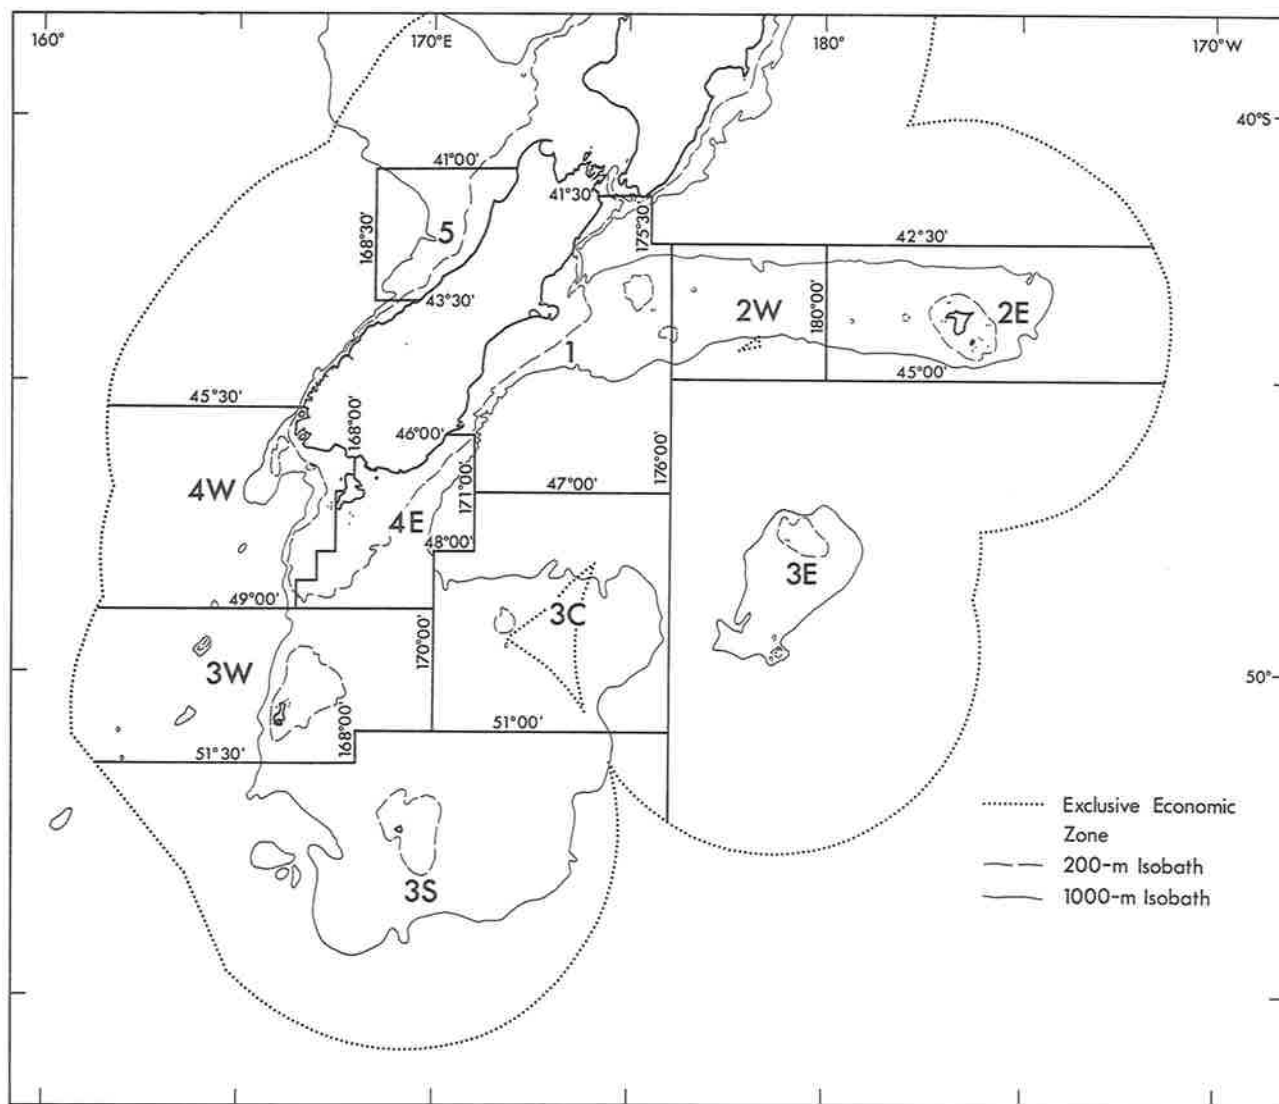 160°
170°E
180°
170°W
40°S
41°00'
41°30'
175°30'
168°30'
5
42°30'
43°30'
2W
180°00'
2E
1
45°00'
45°30'
168°00'
46°00'
176°00'
171°00'
47°00'
4W
4E
48°00'
3E
49°00'
3C
170°00'
3W
50°
168°00'
51°00'
51°30'
Exclusive Economic
Zone
200-m Isobath
1000-m Isobath
3S